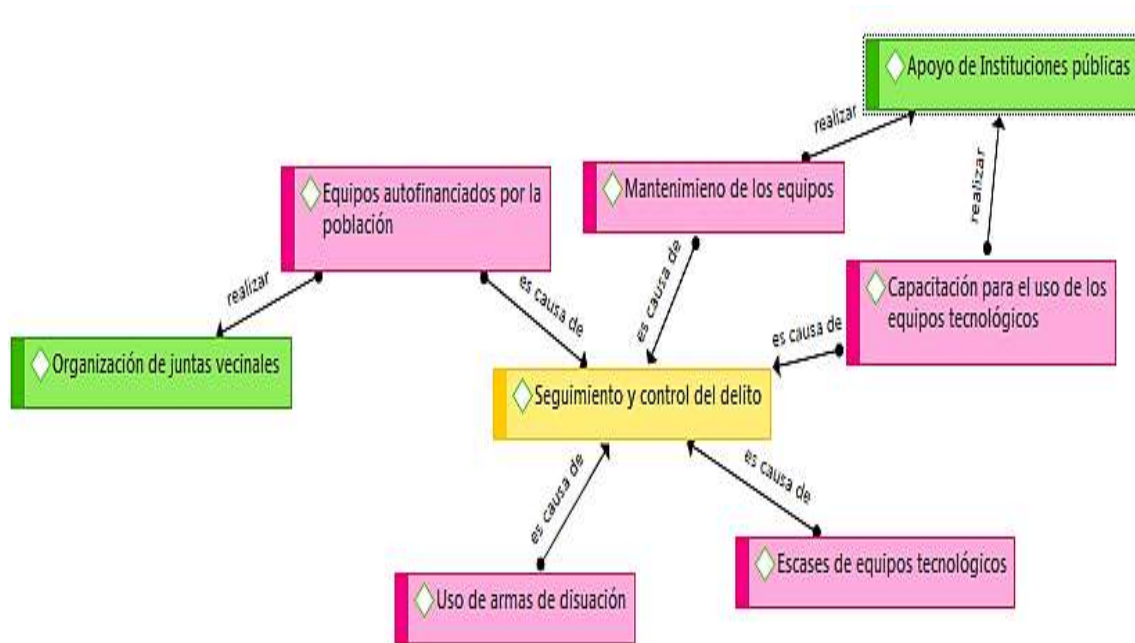 Apoyo de Instituciones públicas
realizar
Equipos autofinanciados por la
población
Mantenimieno de los equipos
realizar
realizar
es causa de
es causa de
Capacitación para el uso de los
equipos tecnológicos
es causa de
Organización de juntas vecinales
Seguimiento y control del delito
es causa de
es causa de
Escases de equipos tecnológicos
Uso de armas de disuación